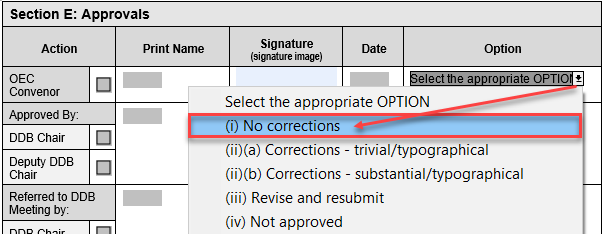 Section E: Approvals
Action Print Name Signature Date Option
(signature image)
OEC
Convenor
Select the appropriate OPTION
Approved By:
DDB Chair
Deputy DDB
Chair
Referred to DDB
Meeting by:
DDB Chair
Select the appropriate OPTION
(i) No corrections
(ii)(a) Corrections - trivial/typographical
(ii)(b) Corrections - substantial/typographical
(iii) Revise and resubmit
(iv) Not approved